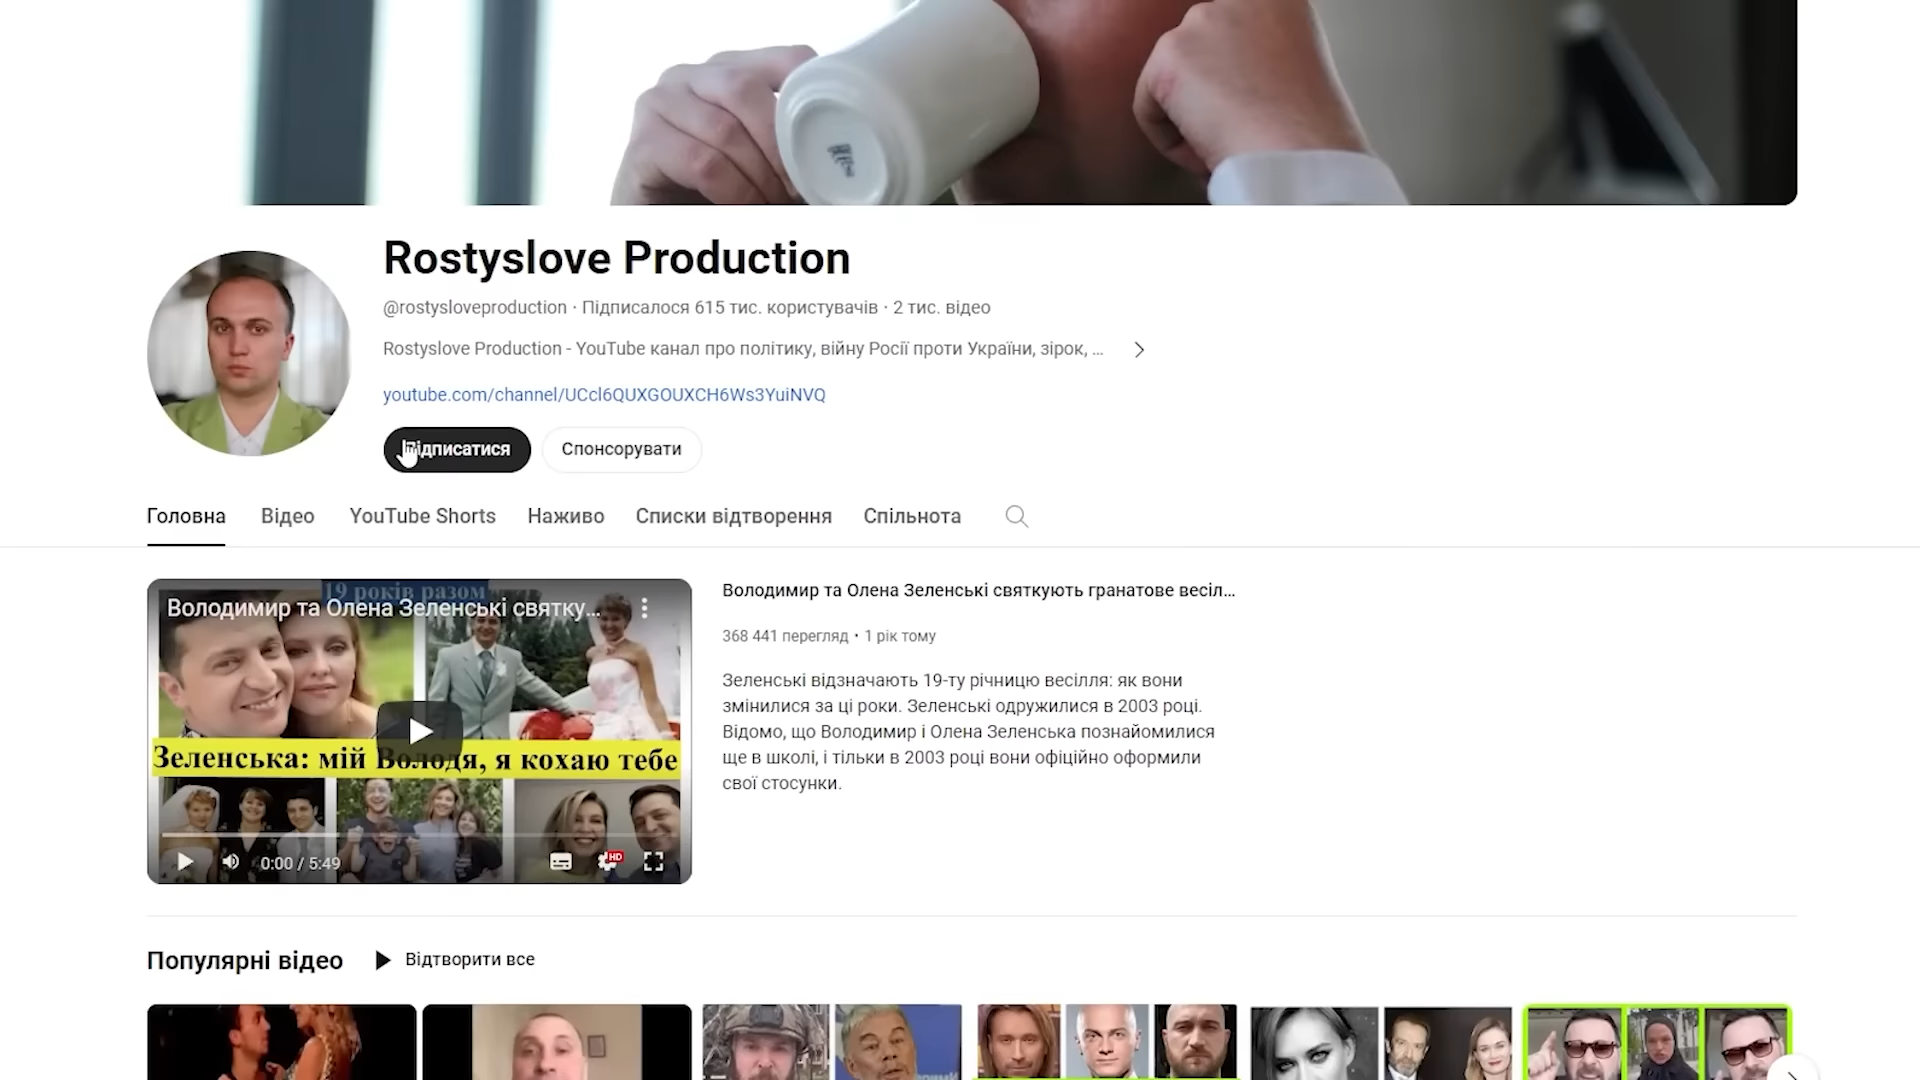 Rostyslove Production
@rostysloveproduction · Підписалося 615 тис. користувачів · 2 тис. відео
Rostyslove Production - YouTube канал про політику, війну Росії проти України, зірок, ...
youtube.com/channel/UCcl6QUXGOUXCH6Ws3YuiNVQ
Підписатися
Спонсорувати
Головна
Відео
YouTube Shorts
Наживо
Списки відтворення
Спільнота
19 років разом
Володимир та Олена Зеленські святку...
Зеленська: мій Володя, я кохаю тебе
0:00 / 5:49
HD
Володимир та Олена Зеленські святкують гранатове весіл...
368 441 перегляд • 1 рік тому
Зеленські відзначають 19-ту річницю весілля: як вони
змінилися за ці роки. Зеленські одружилися в 2003 році.
Відомо, що Володимир і Олена Зеленська познайомилися
ще в школі, і тільки в 2003 році вони офіційно оформили
свої стосунки.
Популярні відео
Відтворити все